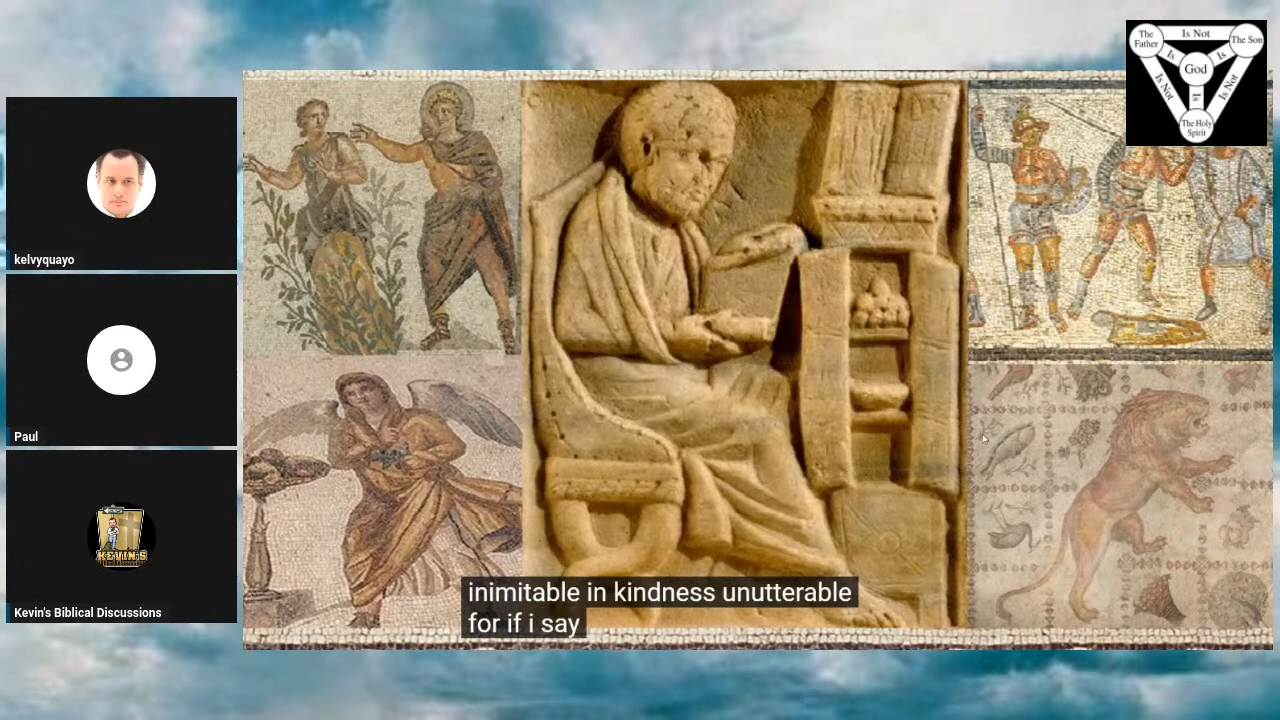 The
Father
Is Not
The Son
Is
Is
God
Is Not
Is
Is Not
The Holy
Spirit
kelvyquayo
Paul
KEVIN'S
Kevin's Biblical Discussions
inimitable in kindness unutterable
for if i say